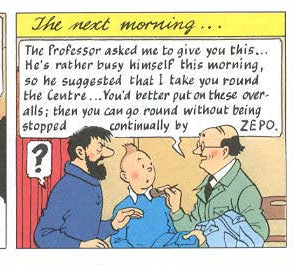 The next morning...
The Professor asked me to give you this...
He's rather busy himself this morning,
so he suggested that I take you round
the Centre...You'd better put on these over-
alls; then you can go round without being
stopped continually by ZEPO.
?